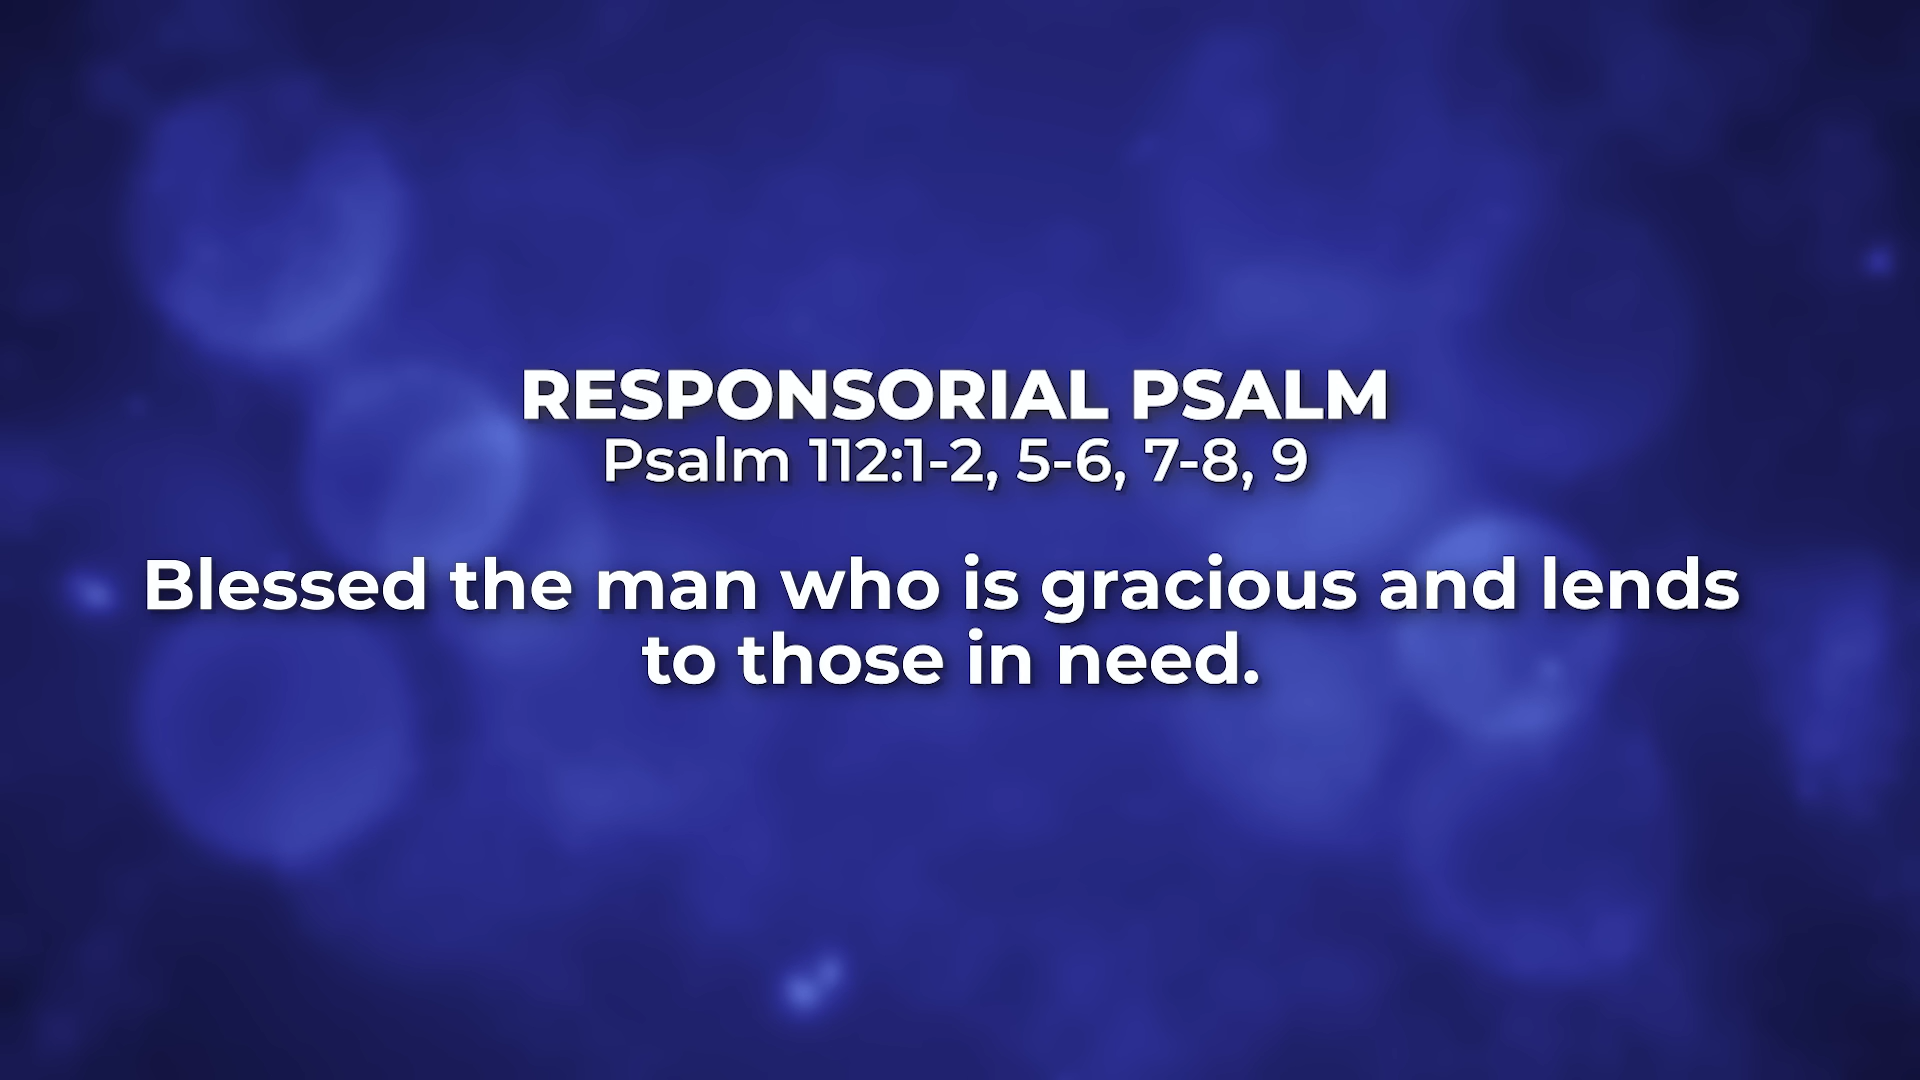 RESPONSORIAL PSALM
Psalm 112:1-2, 5-6, 7-8, 9
Blessed the man who is gracious and lends
to those in need.